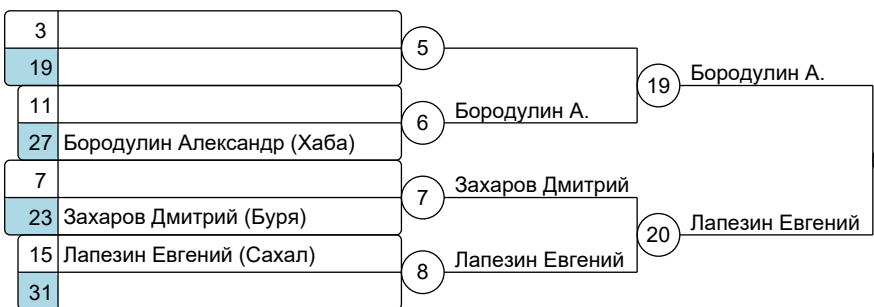 3
19
5
19 Бородулин А.
11
6 Бородулин А.
27 Бородулин Александр (Хаба)
7
7 Захаров Дмитрий
23 Захаров Дмитрий (Буря)
20 Лапезин Евгений
15 Лапезин Евгений (Сахал)
8 Лапезин Евгений
31